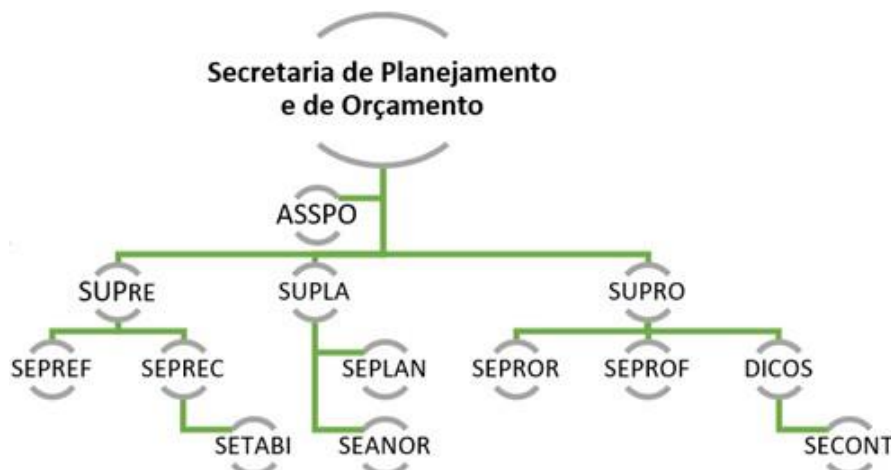 Secretaria de Planejamento
e de Orçamento
ASSPO
SUPRE SUPLA SUPRO
SEPREF SEPREC SEPLAN SEPROR SEPROF DICOS
SETABI SEANOR SECONT